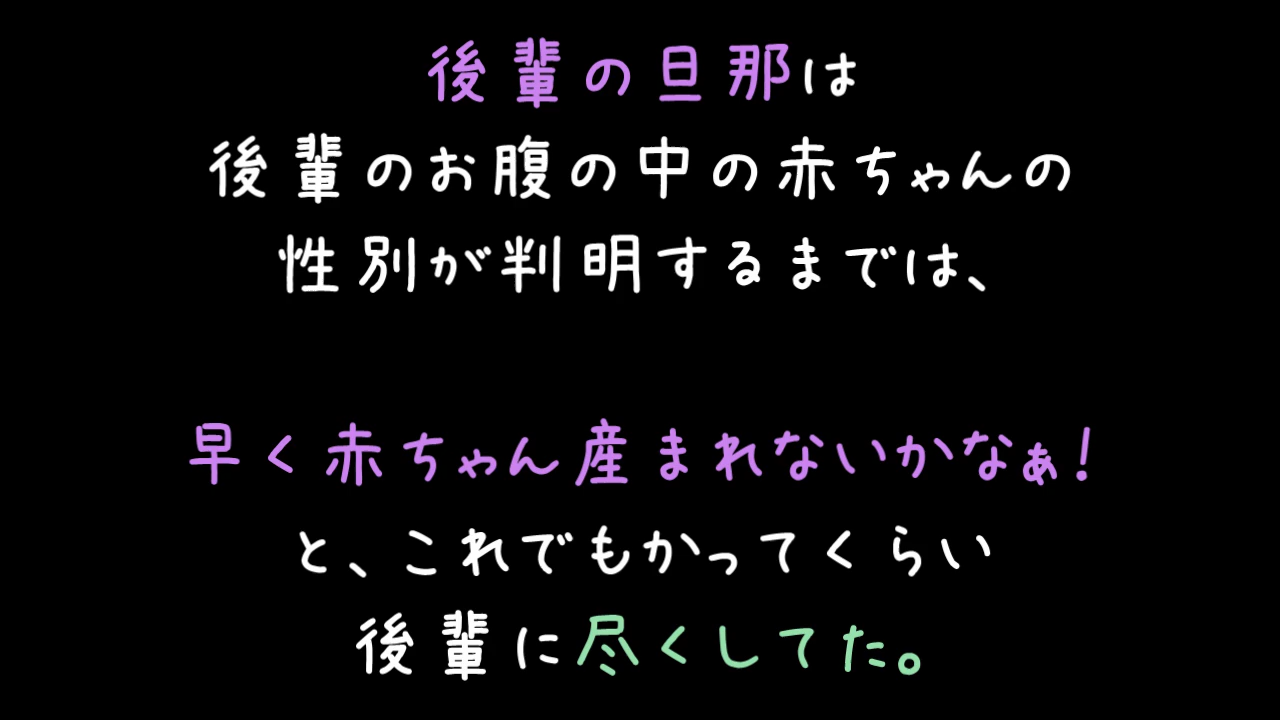 後輩の旦那は
後輩のお腹の中の赤ちゃんの
性別が判明するまでは、
早く赤ちゃん産まれないかなぁ!
と、これでもかってくらい
後輩に尽くしてた。